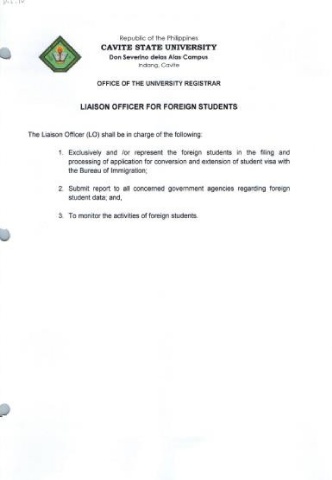 Republic of the Philippines
CAVITE STATE UNIVERSITY
Don Severino delas Alas Campus
Indang, Cavite
OFFICE OF THE UNIVERSITY REGISTRAR
LIAISON OFFICER FOR FOREIGN STUDENTS
The Liaison Officer (LO) shall be in charge of the following:
1. Exclusively and /or represent the foreign students in the filing and
processing of application for conversion and extension of student visa with
the Bureau of Immigration;
2. Submit report to all concerned government agencies regarding foreign
student data; and,
3. To monitor the activities of foreign students.